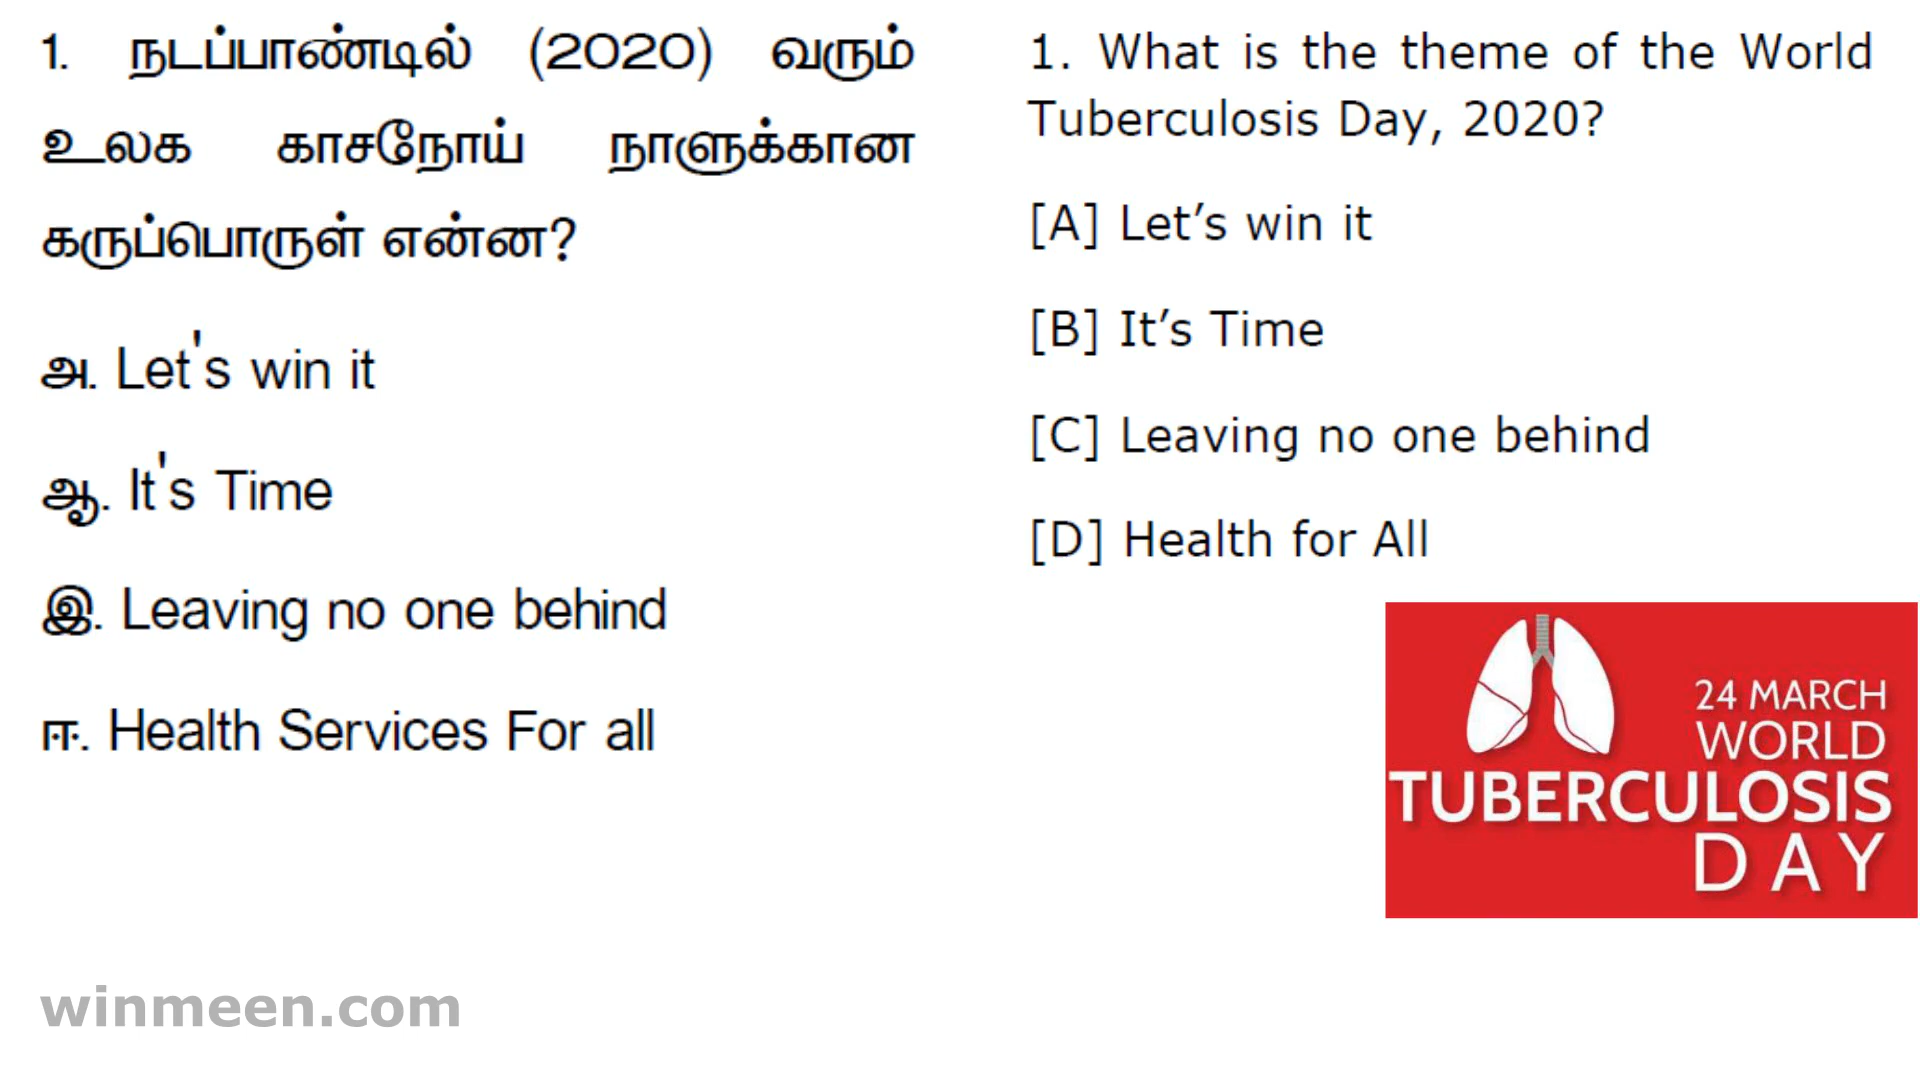 1. நடப்பாண்டில் (2020) வரும்
உலக காசநோய் நாளுக்கான
கருப்பொருள் என்ன?
அ. Let's win it
ஆ. It's Time
இ. Leaving no one behind
ஈ. Health Services For all
1. What is the theme of the World
Tuberculosis Day, 2020?
[A] Let’s win it
[B] It’s Time
[C] Leaving no one behind
[D] Health for All
24 MARCH
WORLD
TUBERCULOSIS
DAY
winmeen.com